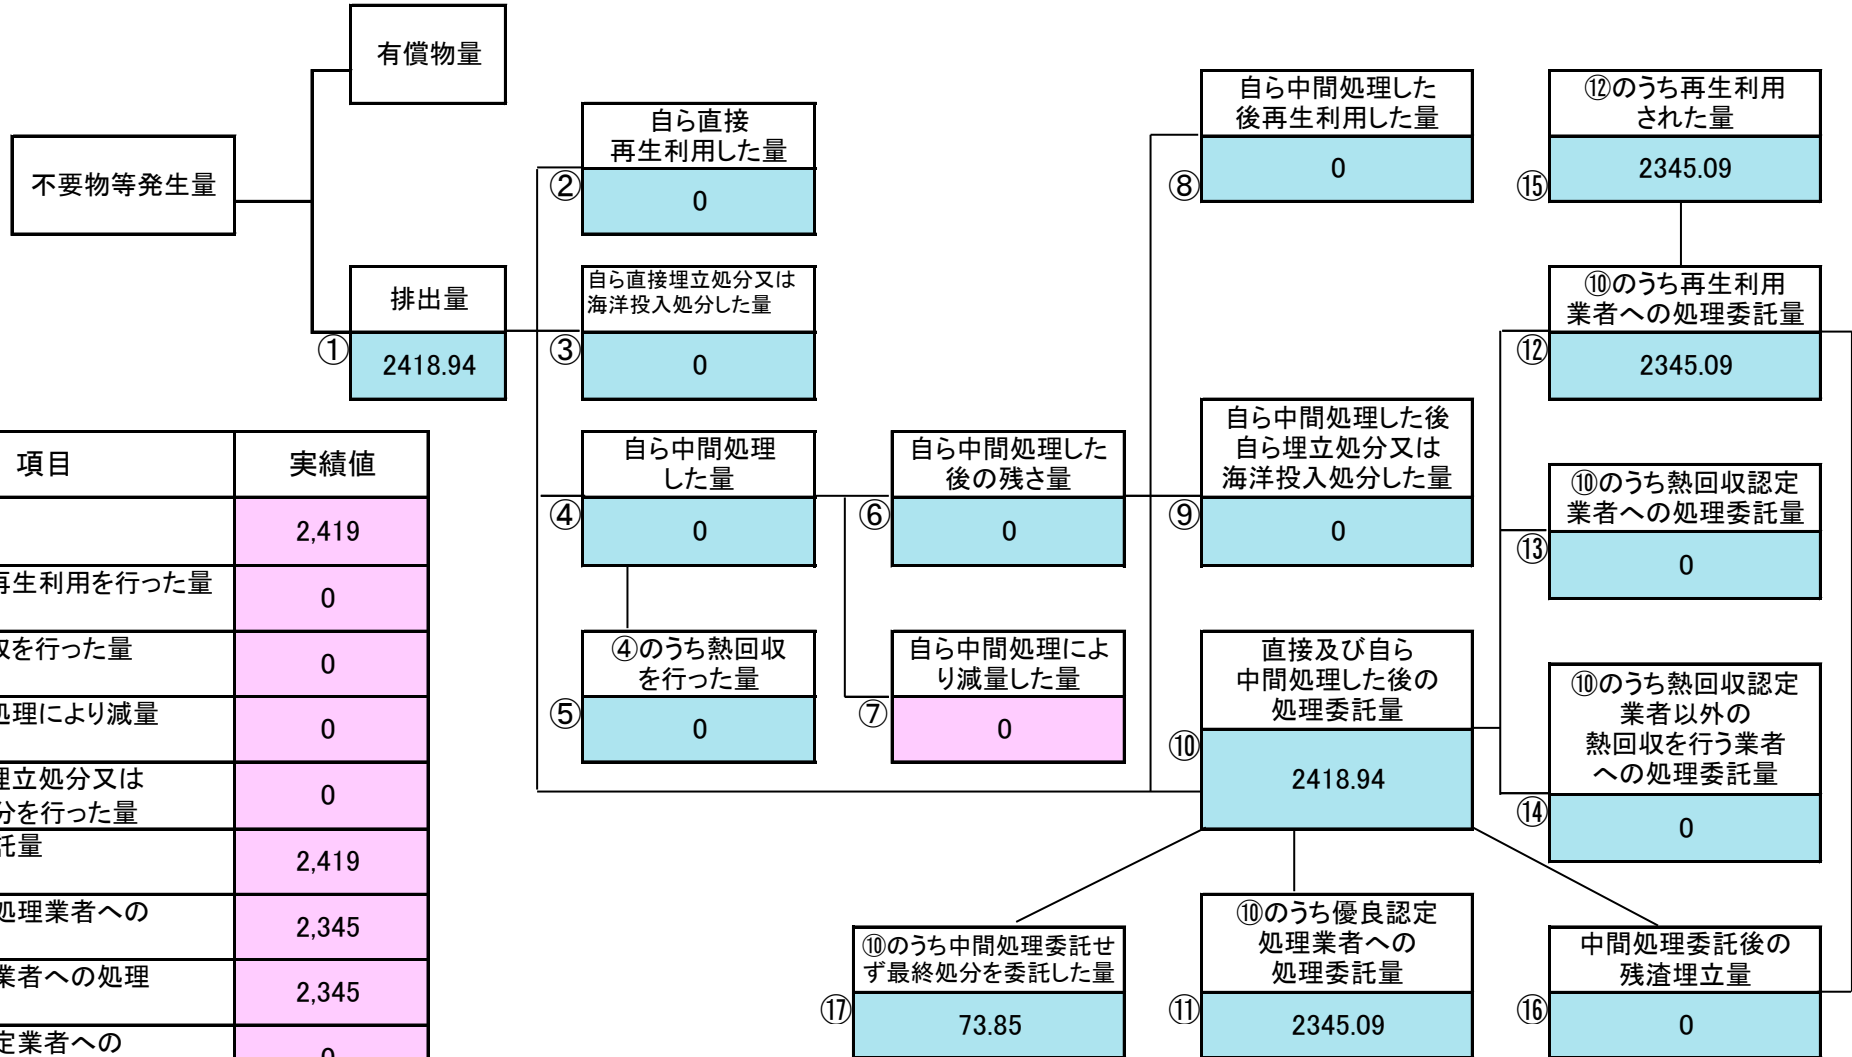 有償物量
不要物等発生量
排出量
①
2418.94
自ら直接
再生利用した量
②
0
自ら直接埋立処分又は
海洋投入処分した量
③
0
自ら中間処理
した量
④
0
④のうち熱回収
を行った量
⑤
0
自ら中間処理した
後の残さ量
⑥
0
自ら中間処理によ
り減量した量
⑦
0
自ら中間処理した
後再生利用した量
⑧
0
自ら中間処理した後
自ら埋立処分又は
海洋投入処分した量
⑨
0
直接及び自ら
中間処理した後の
処理委託量
⑩
2418.94
⑫のうち再生利用
された量
⑮
2345.09
⑩のうち再生利用
業者への処理委託量
⑫
2345.09
⑩のうち熱回収認定
業者への処理委託量
⑬
0
⑩のうち熱回収認定
業者以外の
熱回収を行う業者
への処理委託量
⑭
0
⑩のうち中間処理委託せ
ず最終処分を委託した量
⑰
73.85
⑩のうち優良認定
処理業者への
処理委託量
⑪
2345.09
中間処理委託後の
残渣埋立量
⑯
0
項目 実績値
2,419
再生利用を行った量 0
を行った量 0
処理により減量 0
埋立処分又は
分を行った量 0
託量 2,419
処理業者への 2,345
業者への処理 2,345
定業者への 0